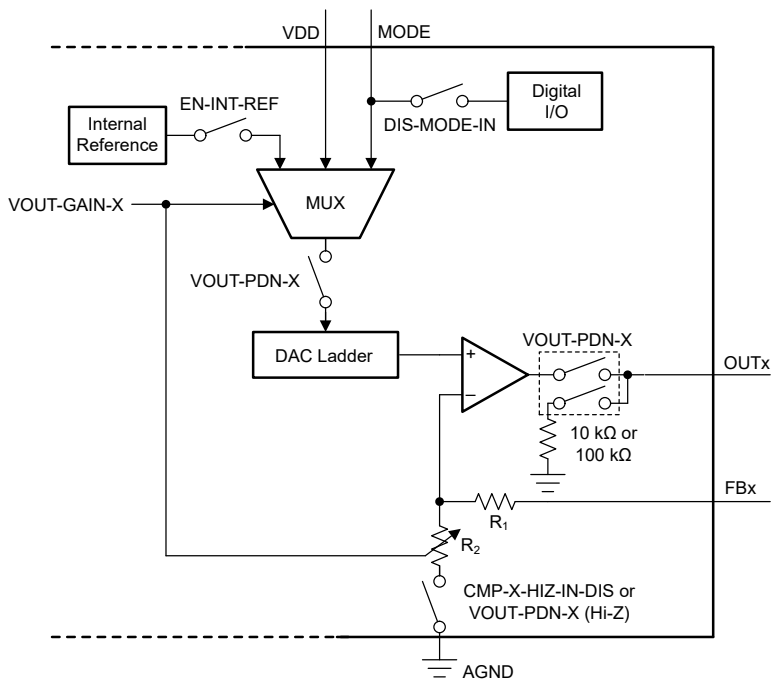 VDD
MODE
EN-INT-REF
Internal
Reference
DIS-MODE-IN
Digital
I/O
VOUT-GAIN-X
MUX
VOUT-PDN-X
DAC Ladder
+
–
VOUT-PDN-X
OUTx
10 kΩ or
100 kΩ
FBx
R1
R2
CMP-X-HIZ-IN-DIS or
VOUT-PDN-X (Hi-Z)
AGND